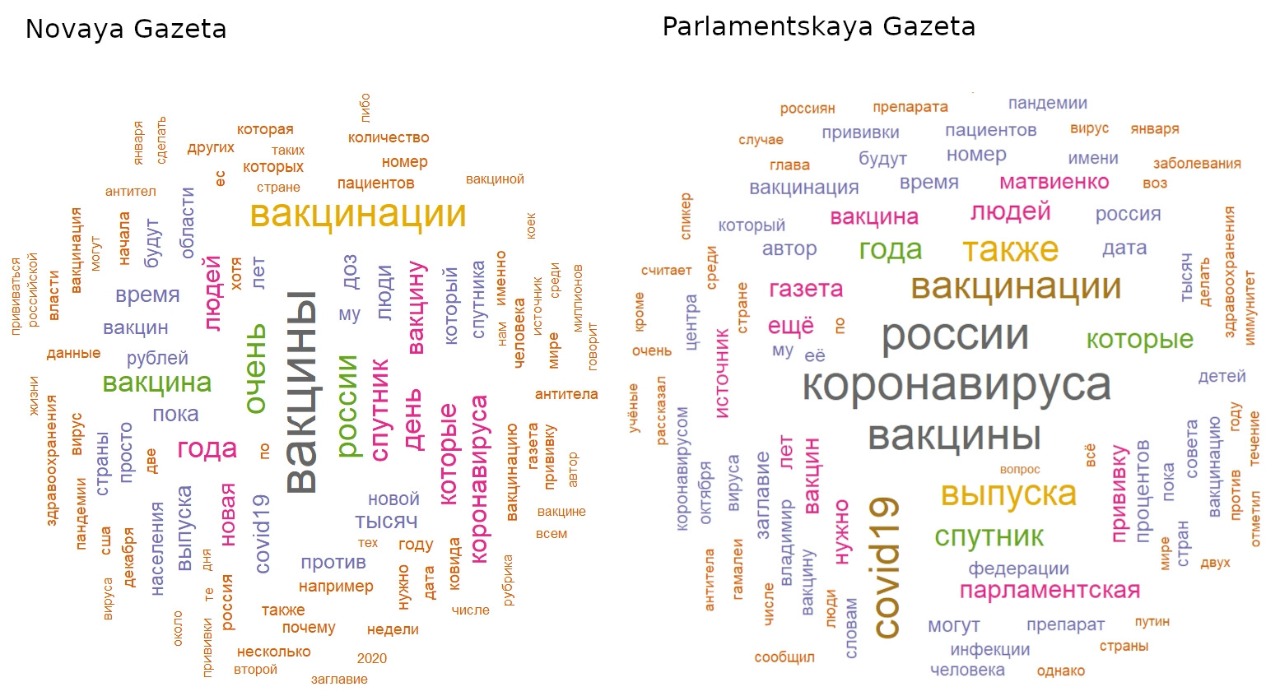 Novaya Gazeta
либо
января
сделать
которая
количество
других
таких
которых
номер
ес
стране
пациентов
вакциной
антител
вакцинации
области
коек
вакцинация
могут
начала
будут
прививаться
российской
власти
людей
хотя
лет
доз
люди
вакцину
который
спутника
именно
нам
человека
источник
среди
мире
миллионов
говорит
время
му
вакцин
данные
рублей
вакцина
очень
вакцины
россии
спутник
день
которые
коронавируса
антитела
жизни
здравоохранения
вирус
пока
страны
просто
две
года
по
вакцинацию
газета
прививку
автор
пандемии
сша
декабря
вируса
населения
выпуска
новая
covid19
новой
тысяч
вакцине
всем
тех
году
против
например
нужно
дата
ковида
числе
рубрика
дня
те
около
прививки
россия
также
почему
недели
несколько
второй
2020
заглавие
Parlamentskaya Gazeta
россиян
препарата
пандемии
случае
прививки
пациентов
вирус
января
глава
будут
номер
имени
заболевания
вакцинация
время
матвиенко
воз
спикер
который
вакцина
людей
россия
автор
года
также
дата
считает
среди
стране
газета
вакцинации
тысяч
делать
здравоохранения
иммунитет
кроме
центра
ещё
по
россии
которые
очень
му
её
источник
коронавируса
детей
учёные
рассказал
вакцины
коронавирусом
октября
вируса
заглавие
лет
вакцин
вопрос
всё
прививку
процентов
пока
советa
вакцинацию
году
течение
против
отметил
выпуска
владимир
нужно
covid19
спутник
мире
стран
двух
антитела
гамалеи
числе
вакцину
люди
словам
федерации
парламентская
могут
препарат
путин
инфекции
страны
сообщил
человека
однако